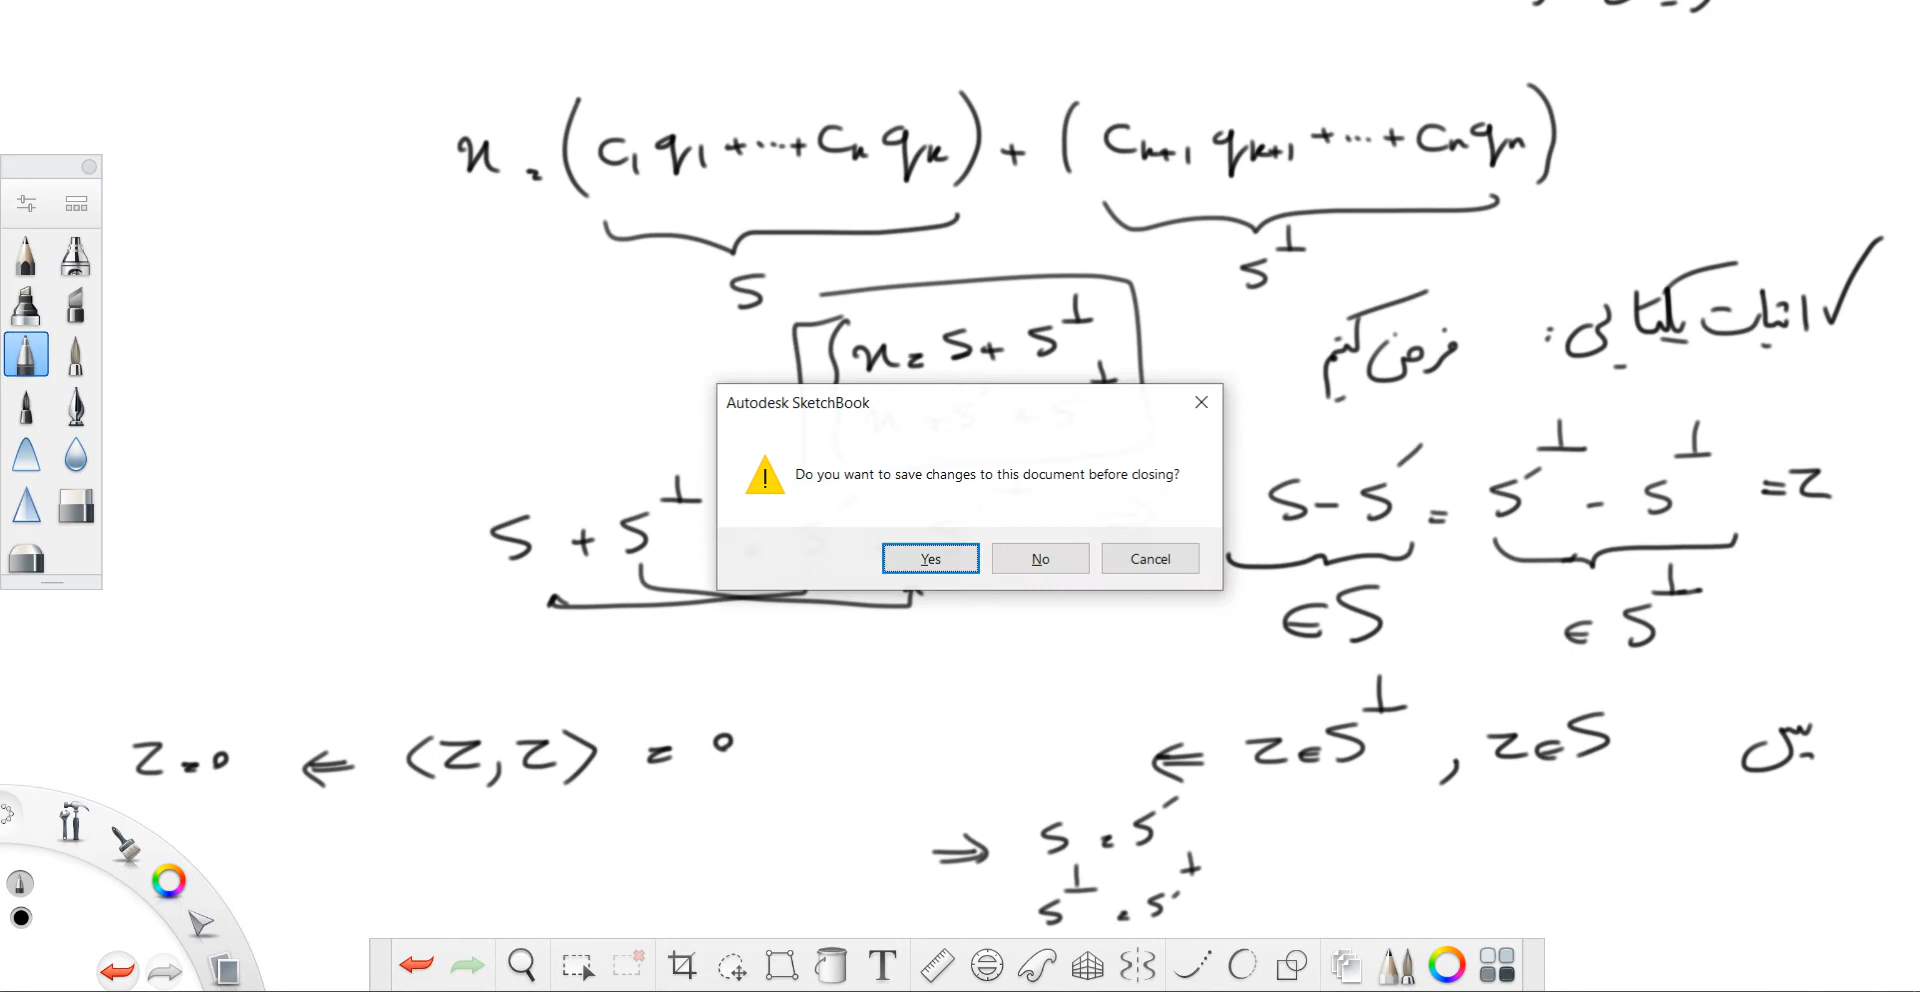 x = (c₁q₁ + ... + cₖqₖ) + (cₖ₊₁qₖ₊₁ + ... + cₙqₙ)
s s^⊥
✓ اثبات یکتایی : فرض کنیم
x = s + s^⊥
Autodesk SketchBook
Do you want to save changes to this document before closing?
Yes No Cancel
s + s^⊥
s - s' = s'^⊥ - s^⊥ = z
∈ S ∈ S^⊥
پس z ∈ S , z ∈ S^⊥ ⇐ ⟨z, z⟩ = 0 ⇐ z = 0
⇒ s = s'
s^⊥ = s'^⊥